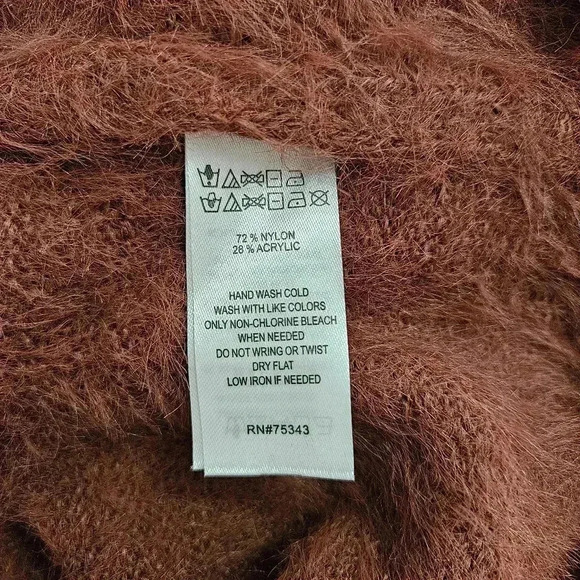 72 % NYLON
28 % ACRYLIC
HAND WASH COLD
WASH WITH LIKE COLORS
ONLY NON-CHLORINE BLEACH
WHEN NEEDED
DO NOT WRING OR TWIST
DRY FLAT
LOW IRON IF NEEDED
RN#75343